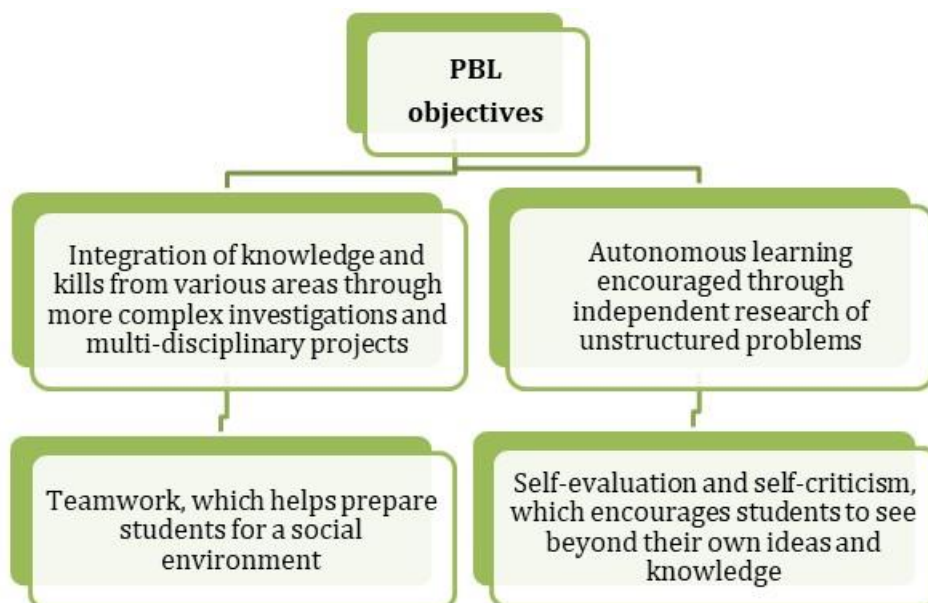 PBL
objectives
Integration of knowledge and
kills from various areas through
more complex investigations and
multi-disciplinary projects
Autonomous learning
encouraged through
independent research of
unstructured problems
Teamwork, which helps prepare
students for a social
environment
Self-evaluation and self-criticism,
which encourages students to see
beyond their own ideas and
knowledge